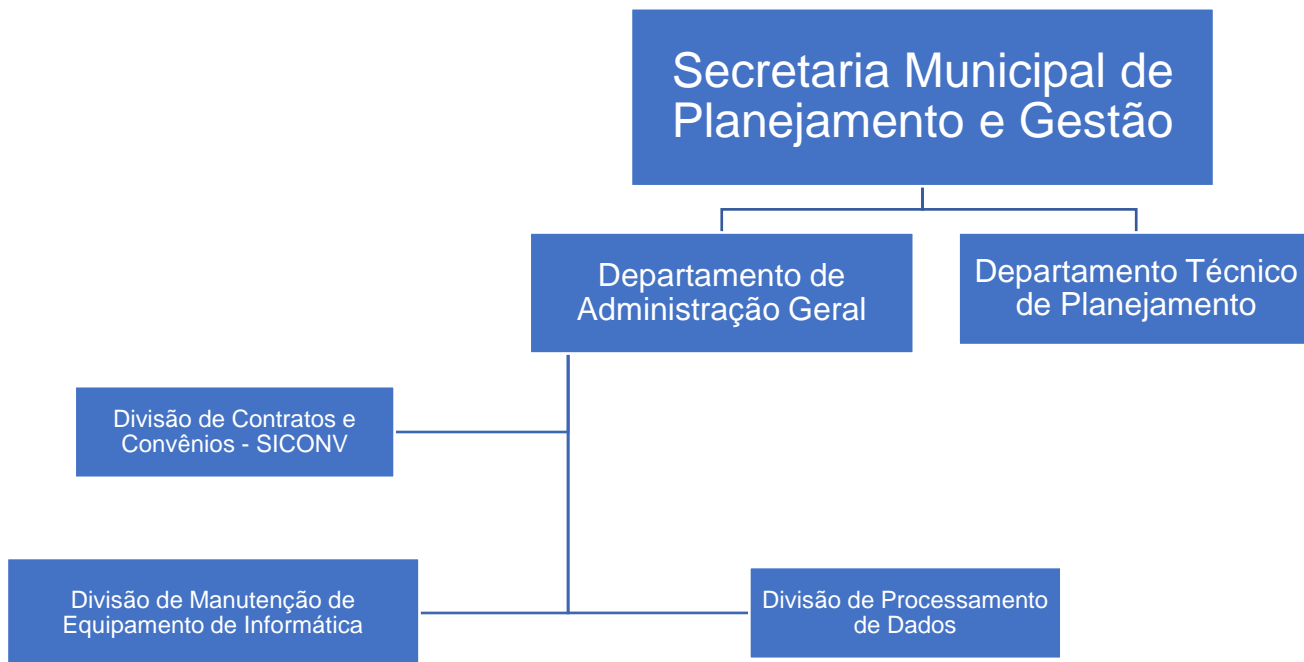 Secretaria Municipal de
Planejamento e Gestão
Departamento de
Administração Geral
Departamento Técnico
de Planejamento
Divisão de Contratos e
Convênios - SICONV
Divisão de Manutenção de
Equipamento de Informática
Divisão de Processamento
de Dados